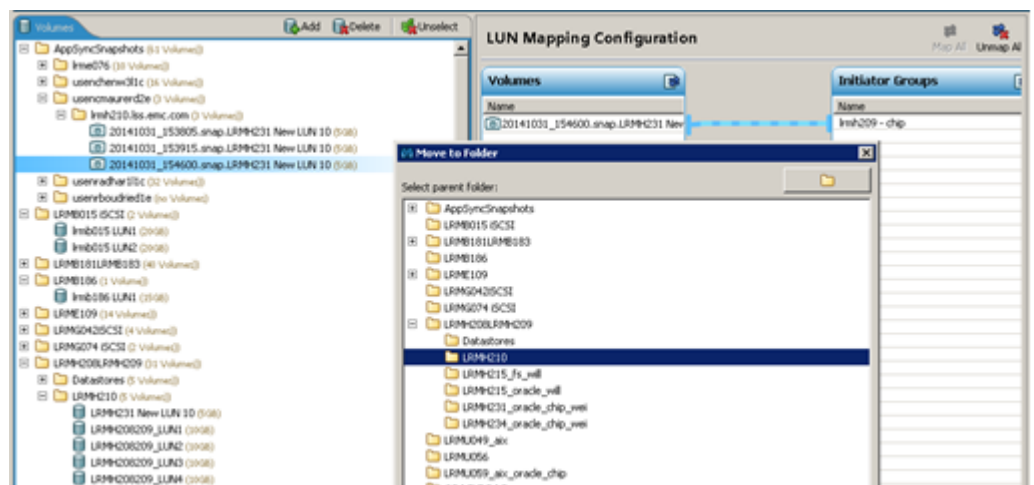 Volumes
Add
Delete
Unselect
AppSyncSnapshots (61 Volumes)
lrme076 (10 Volumes)
usenchenw3l1c (16 Volumes)
usencmaurerd2e (3 Volumes)
lrmh210.lss.emc.com (3 Volumes)
20141031_153805.snap.LRMH231 New LUN 10 (5GB)
20141031_153915.snap.LRMH231 New LUN 10 (5GB)
20141031_154600.snap.LRMH231 New LUN 10 (5GB)
(32 Volumes)
usenrboudried1e (no Volumes)
LRMB015 iSCSI (2 Volumes)
lrmb015 LUN1 (20GB)
lrmb015 LUN2 (20GB)
LRMB181LRMB183 (41 Volumes)
LRMB186 (1 Volume)
lrmb186 LUN1 (15GB)
LRME109 (14 Volumes)
LRMG042iSCSI (4 Volumes)
LRMG074 iSCSI (2 Volumes)
LRMH208LRMH209 (31 Volumes)
Datastores (5 Volumes)
LRMH210 (5 Volumes)
LRMH231 New LUN 10 (5GB)
LRMH208209_LUN1 (10GB)
LRMH208209_LUN2 (10GB)
LRMH208209_LUN3 (10GB)
LRMH208209_LUN4 (10GB)
LUN Mapping Configuration
Map All
Unmap Al
Volumes
Name
20141031_154600.snap.LRMH231 New
Initiator Groups
Name
lrmh209 - chip
Move to Folder
Select parent folder:
AppSyncSnapshots
LRMB015 iSCSI
LRMB181LRMB183
LRMB186
LRME109
LRMG042iSCSI
LRMG074 iSCSI
LRMH208LRMH209
Datastores
LRMH210
LRMH215_fs_will
LRMH215_oracle_will
LRMH231_oracle_chip_wei
LRMH234_oracle_chip_wei
LRMU049_aix
LRMU056
LRMU059_aix_oracle_chip